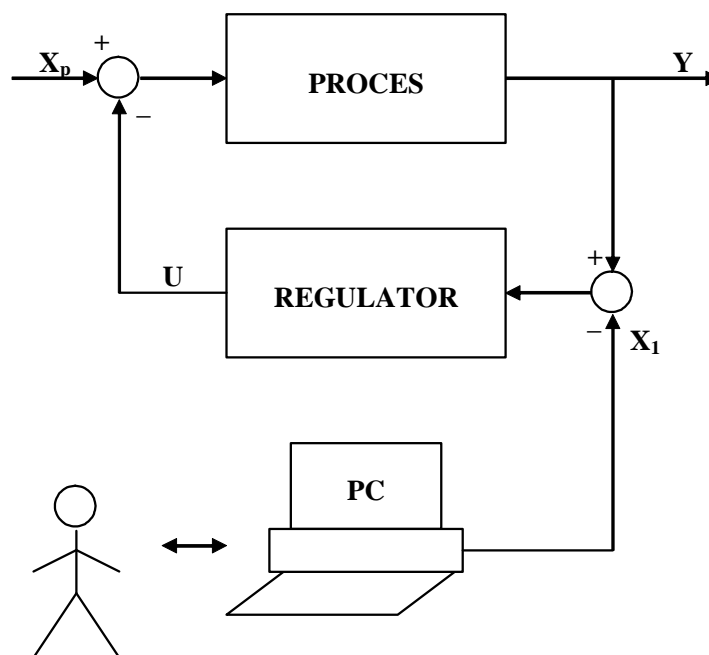 +
Xₚ
PROCES
Y
−
U
REGULATOR
+
−
X₁
PC